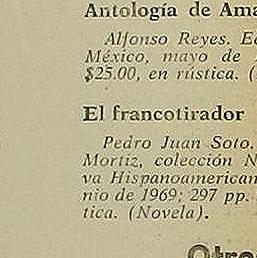 Antología de Ama
Alfonso Reyes. Ed
México, mayo de
$25.00, en rústica. (
El francotirador
Pedro Juan Soto.
Mortiz, colección N
va Hispanoamerican
nio de 1969; 297 pp.
tica. (Novela).
Otro